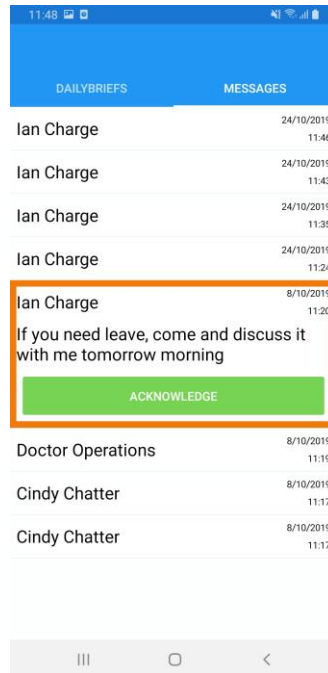 11:48
DAILYBRIEFS MESSAGES
Ian Charge 24/10/2019
11:46
Ian Charge 24/10/2019
11:43
Ian Charge 24/10/2019
11:35
Ian Charge 24/10/2019
11:24
Ian Charge 8/10/2019
11:20
If you need leave, come and discuss it
with me tomorrow morning
ACKNOWLEDGE
Doctor Operations 8/10/2019
11:19
Cindy Chatter 8/10/2019
11:17
Cindy Chatter 8/10/2019
11:17